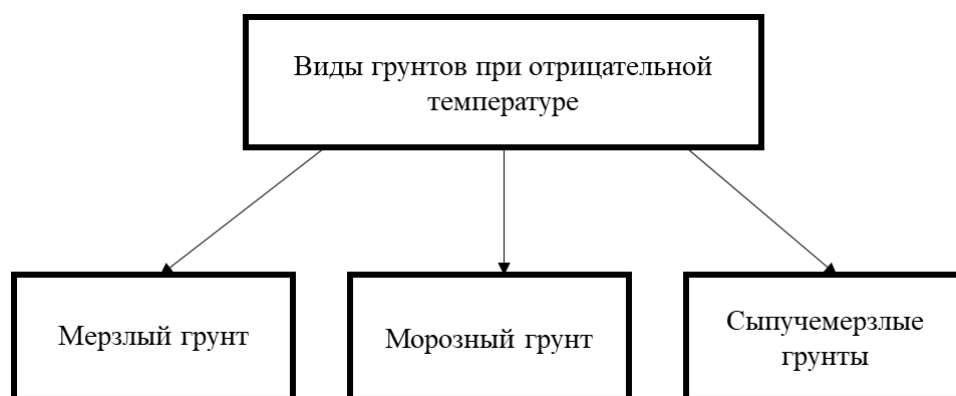 Виды грунтов при отрицательной
температуре
Мерзлый грунт
Морозный грунт
Сыпучемерзлые
грунты